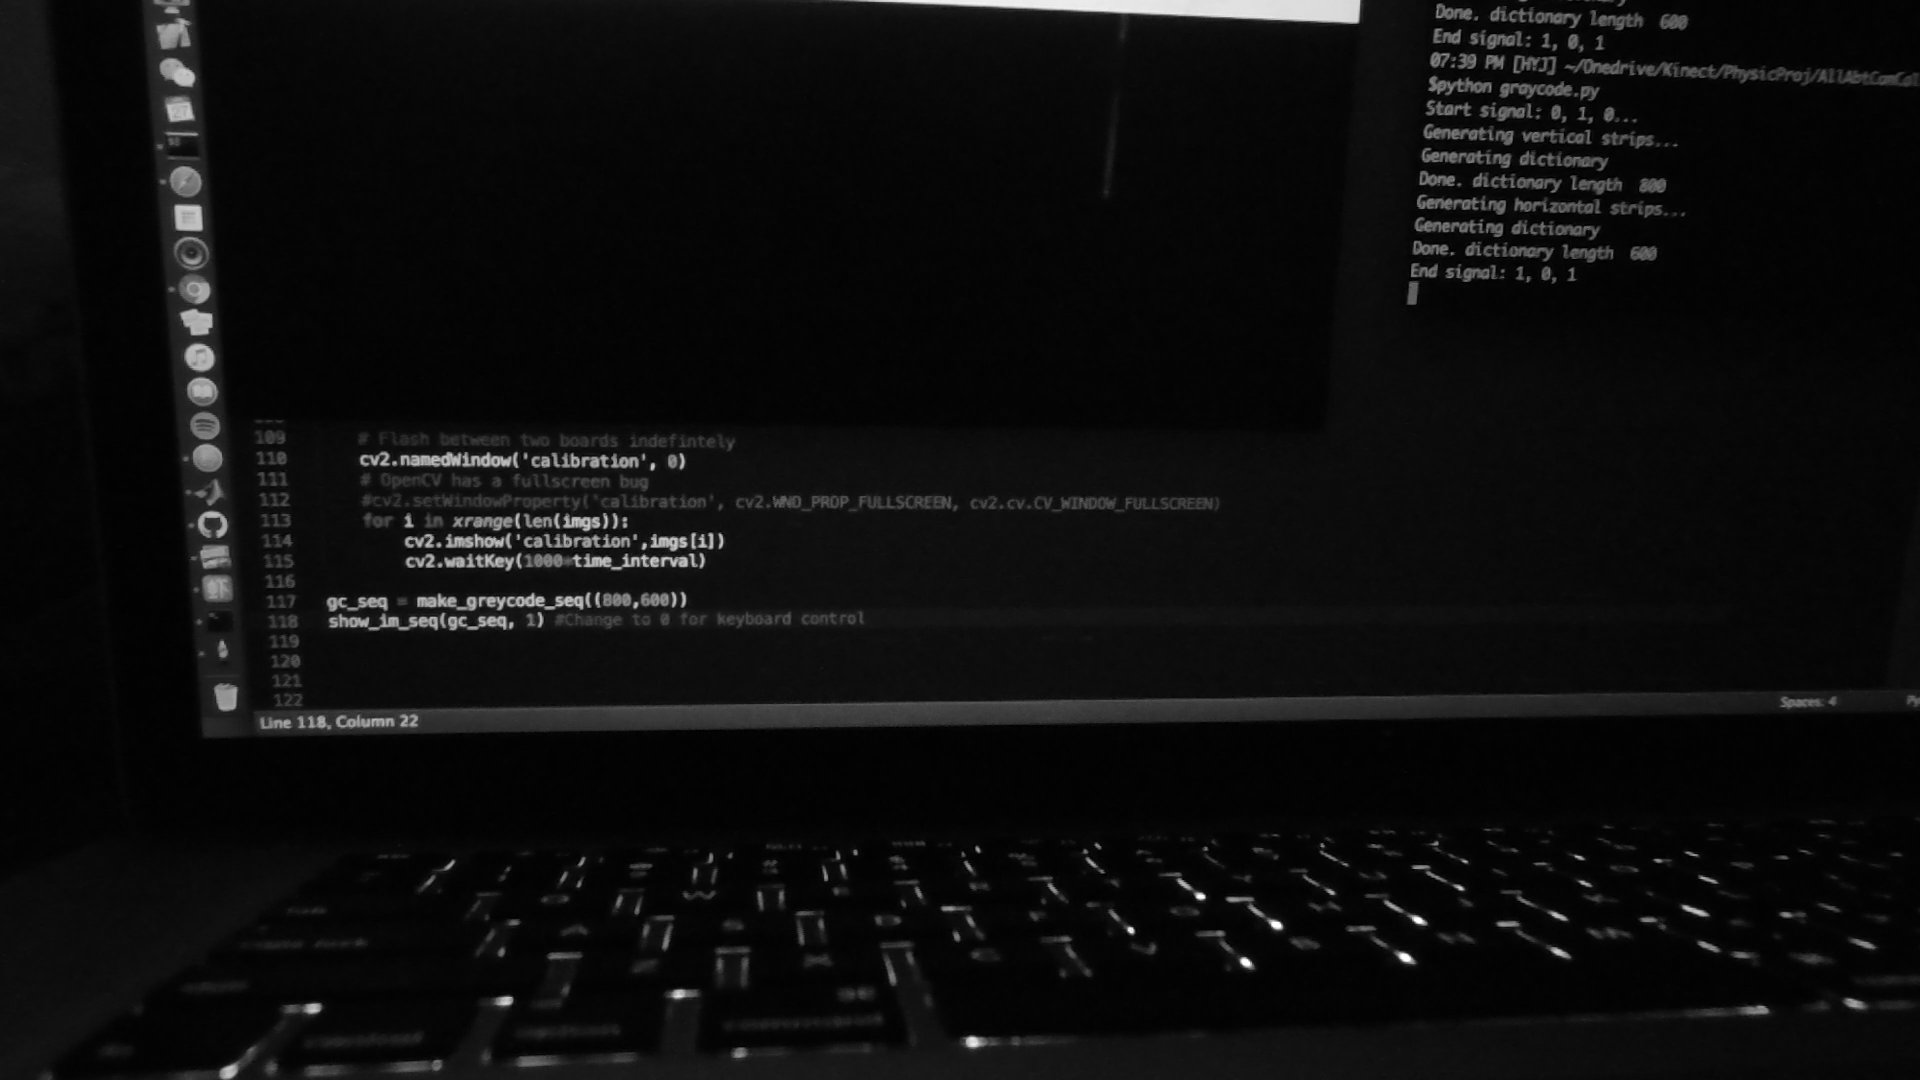 Done. dictionary length 600
End signal: 1, 0, 1
07:39 PM [HYJ] ~/Onedrive/Kinect/PhysicProj/AllAbtCamCal
$python graycode.py
Start signal: 0, 1, 0...
Generating vertical strips...
Generating dictionary
Done. dictionary length 800
Generating horizontal strips...
Generating dictionary
Done. dictionary length 600
End signal: 1, 0, 1
27
109 # Flash between two boards indefintely
110 cv2.namedWindow('calibration', 0)
111 # OpenCV has a fullscreen bug
112 #cv2.setWindowProperty('calibration', cv2.WND_PROP_FULLSCREEN, cv2.cv.CV_WINDOW_FULLSCREEN)
113 for i in xrange(len(imgs)):
114 cv2.imshow('calibration',imgs[i])
115 cv2.waitKey(1000*time_interval)
116
117 gc_seq = make_greycode_seq((800,600))
118 show_im_seq(gc_seq, 1) #Change to 0 for keyboard control
119
120
121
122
Line 118, Column 22
Spaces: 4
Py